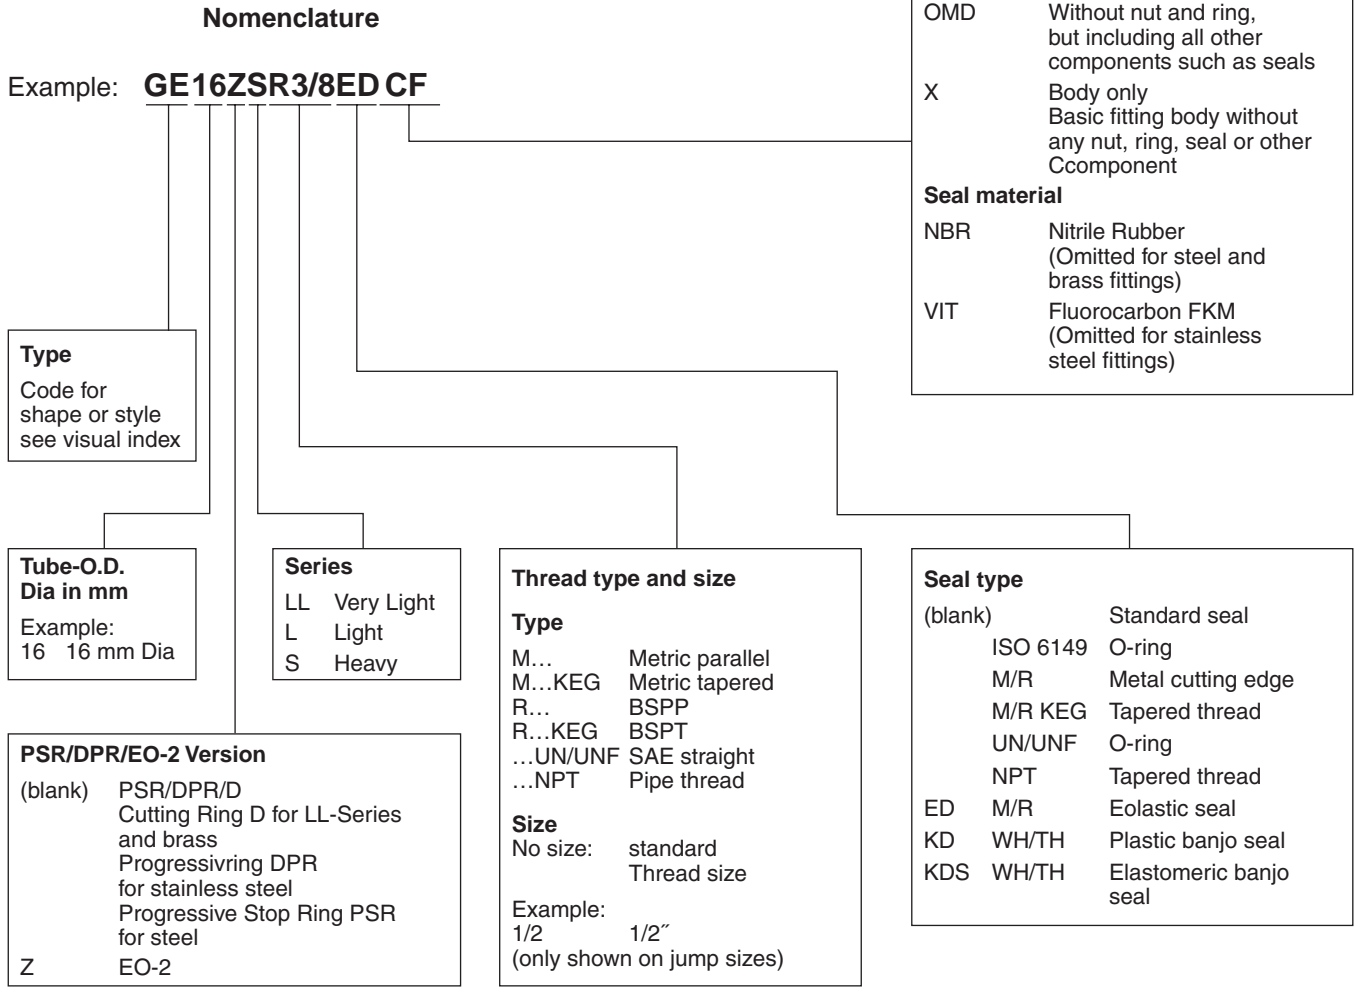 Nomenclature
Example: GE16ZSR3/8ED CF
OMD Without nut and ring,
but including all other
components such as seals
X Body only
Basic fitting body without
any nut, ring, seal or other
Ccomponent
Seal material
NBR Nitrile Rubber
(Omitted for steel and
brass fittings)
VIT Fluorocarbon FKM
(Omitted for stainless
steel fittings)
Type
Code for
shape or style
see visual index
Tube-O.D.
Dia in mm
Example:
16 16 mm Dia
Series
LL Very Light
L Light
S Heavy
PSR/DPR/EO-2 Version
(blank) PSR/DPR/D
Cutting Ring D for LL-Series
and brass
Progressivring DPR
for stainless steel
Progressive Stop Ring PSR
for steel
Z EO-2
Thread type and size
Type
M… Metric parallel
M…KEG Metric tapered
R… BSPP
R…KEG BSPT
…UN/UNF SAE straight
…NPT Pipe thread
Size
No size: standard
Thread size
Example:
1/2 1/2˝
(only shown on jump sizes)
Seal type
(blank) Standard seal
ISO 6149 O-ring
M/R Metal cutting edge
M/R KEG Tapered thread
UN/UNF O-ring
NPT Tapered thread
ED M/R Eolastic seal
KD WH/TH Plastic banjo seal
KDS WH/TH Elastomeric banjo
seal